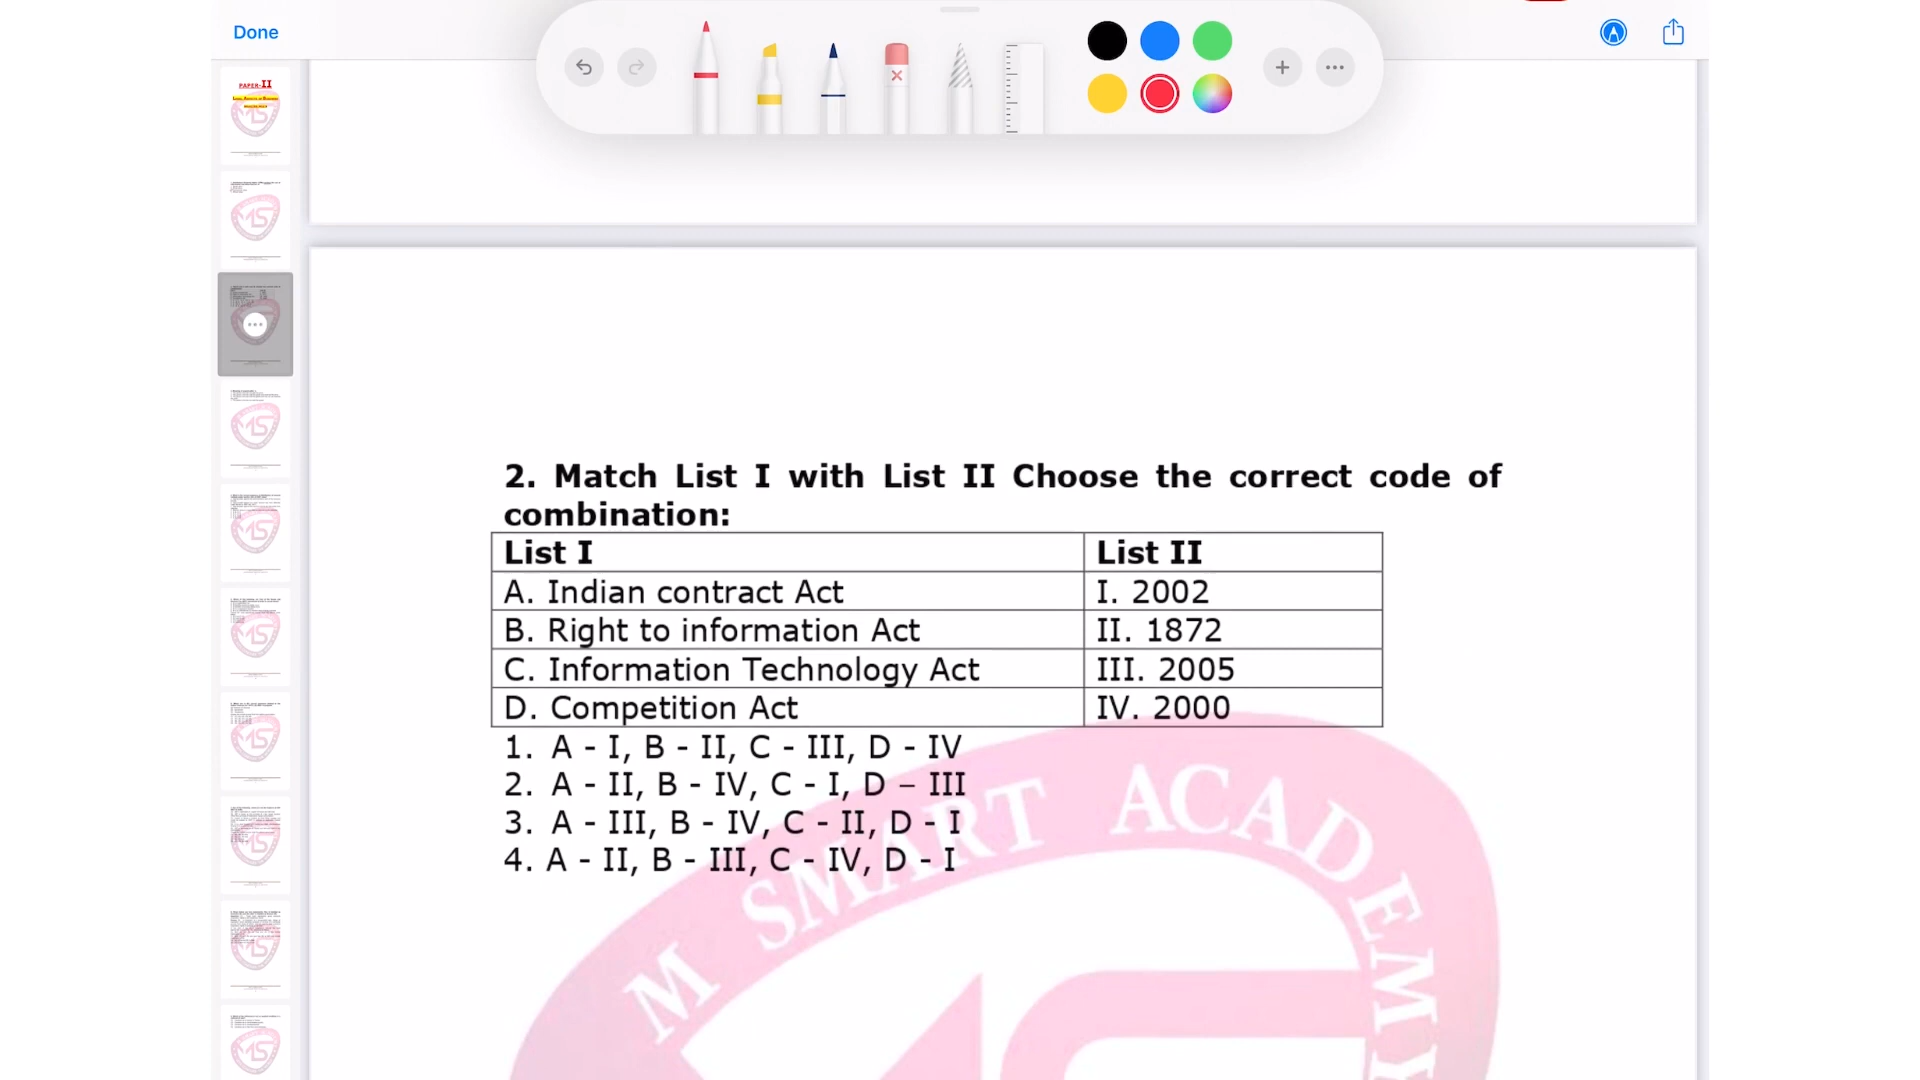 Done
PAPER-II
2. Match List I with List II Choose the correct code of
combination:
List I List II
A. Indian contract Act I. 2002
B. Right to information Act II. 1872
C. Information Technology Act III. 2005
D. Competition Act IV. 2000
1. A - I, B - II, C - III, D - IV
2. A - II, B - IV, C - I, D – III
3. A - III, B - IV, C - II, D - I
4. A - II, B - III, C - IV, D - I
M SMART ACADEMY